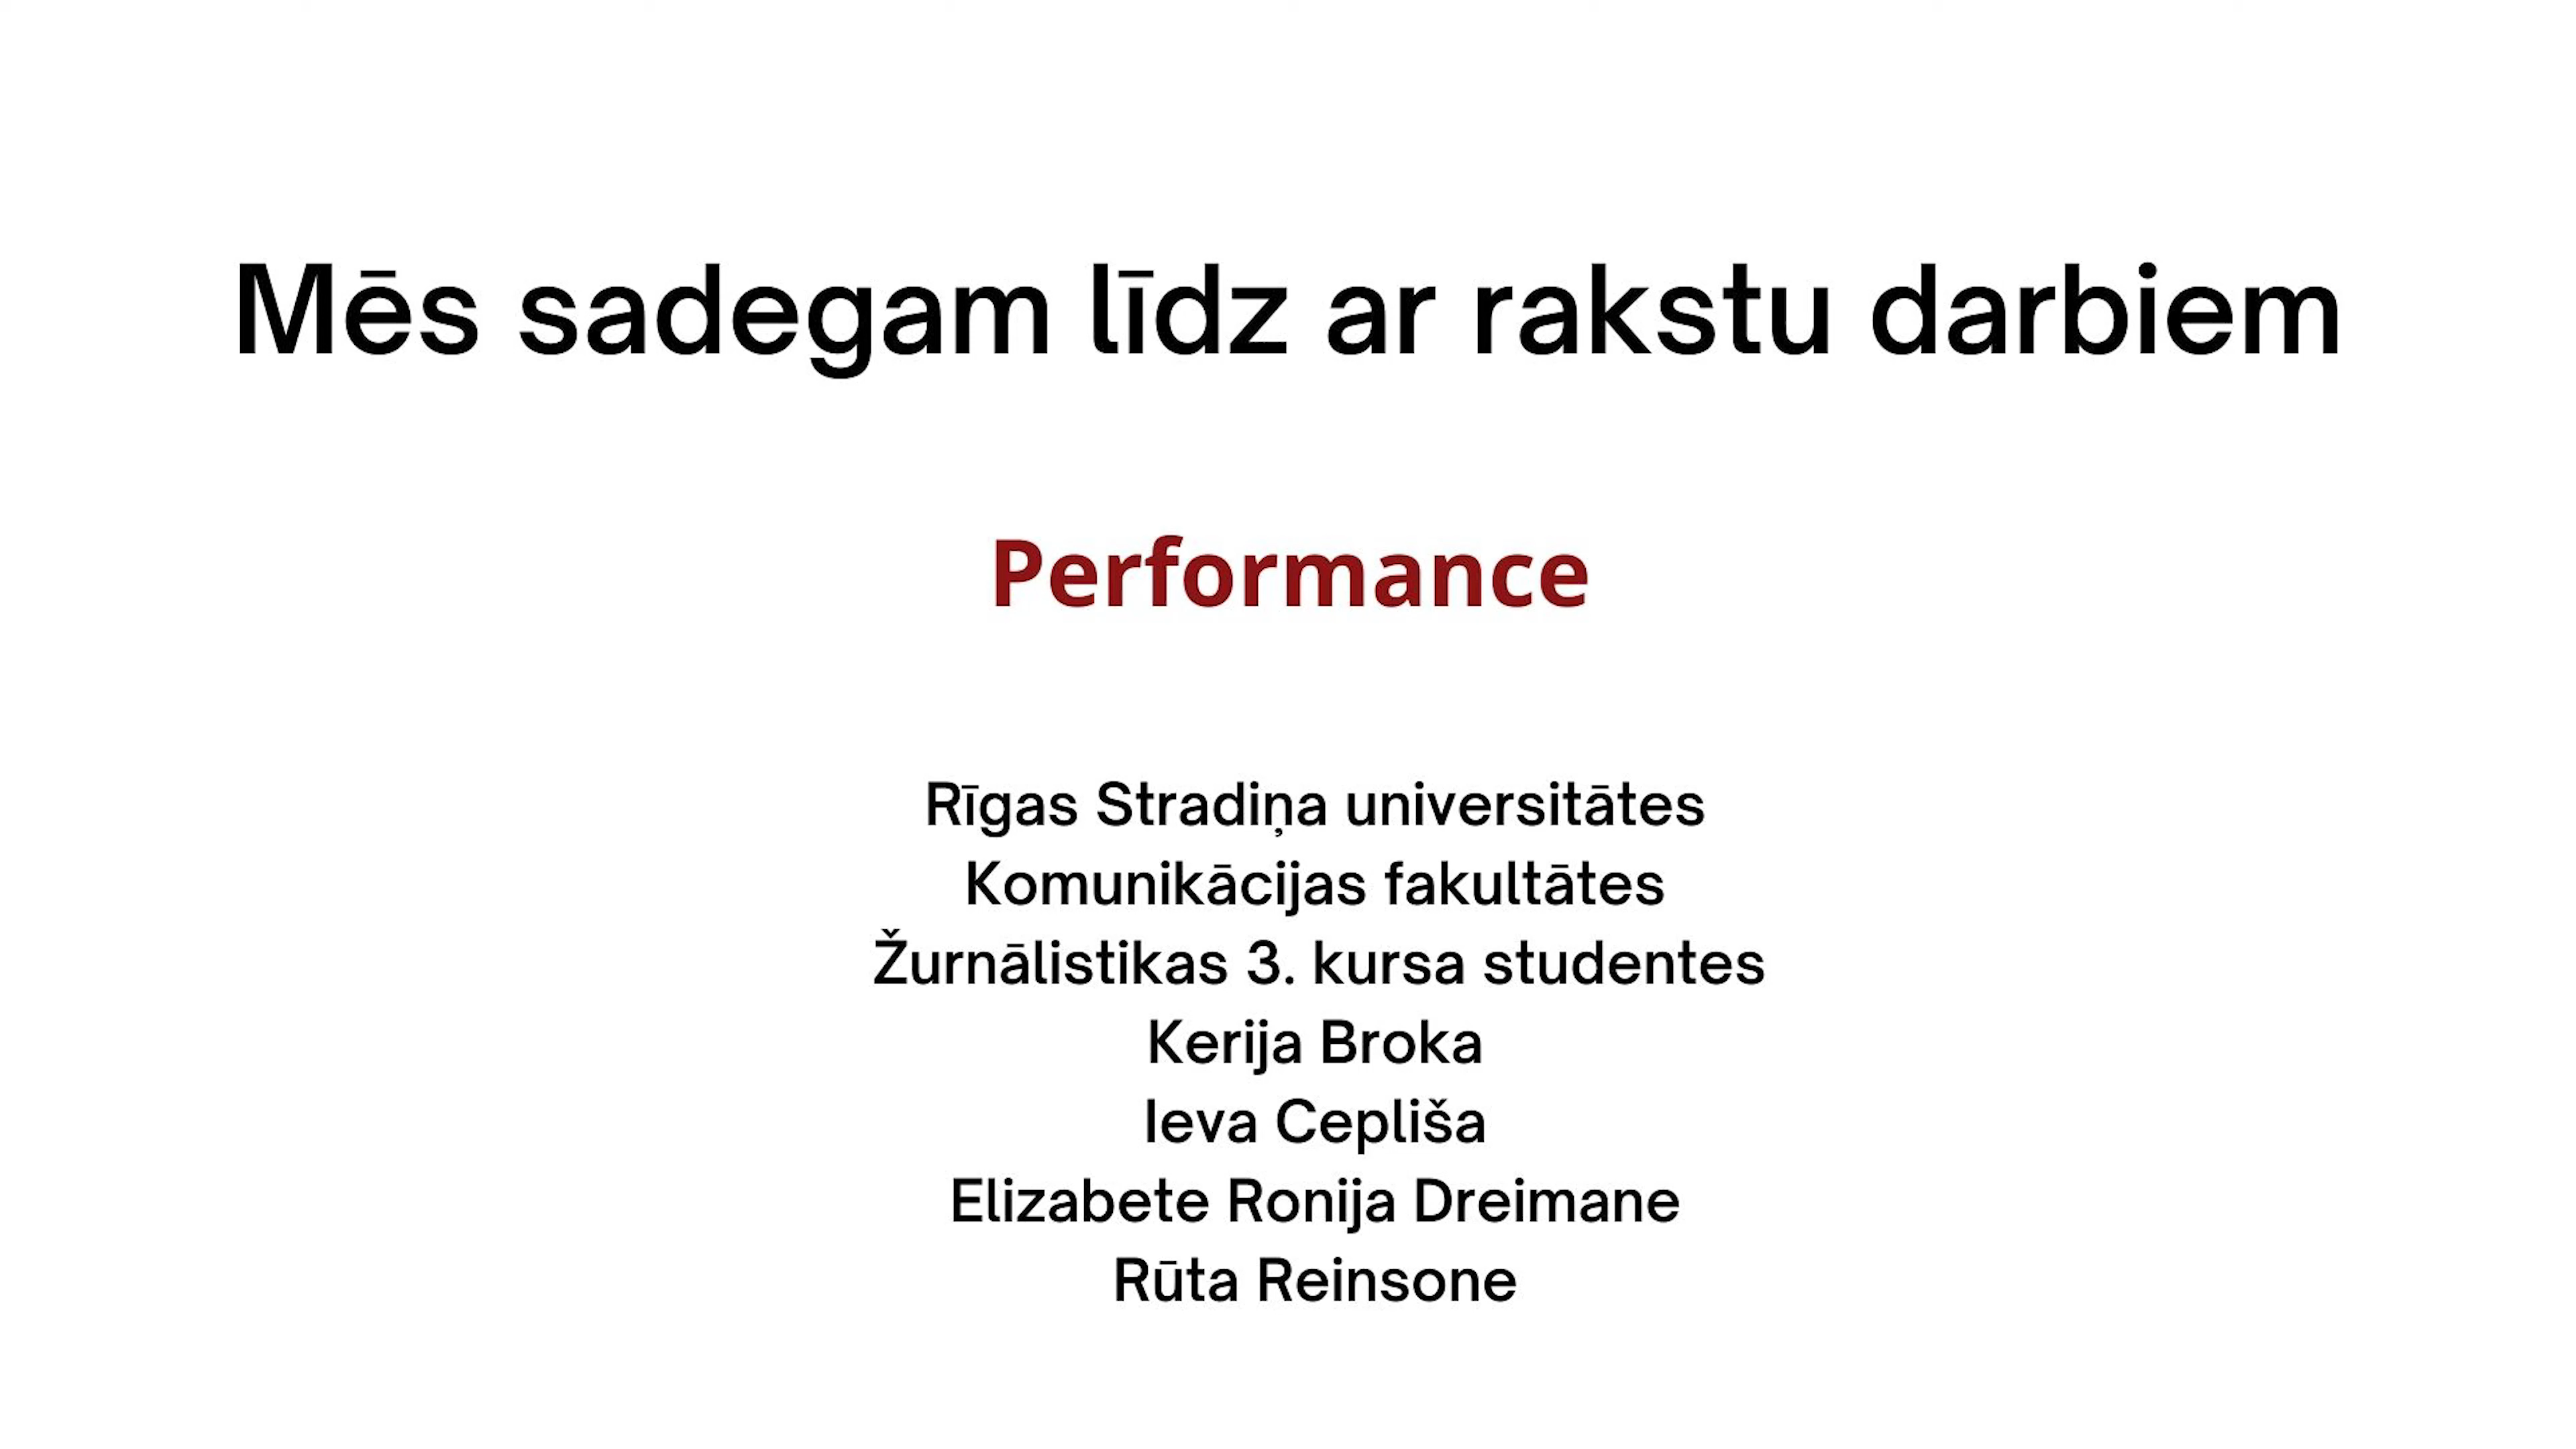 Mēs sadegam līdz ar rakstu darbiem
Performance
Rīgas Stradiņa universitātes
Komunikācijas fakultātes
Žurnālistikas 3. kursa studentes
Kerija Broka
Ieva Cepliša
Elizabete Ronija Dreimane
Rūta Reinsone